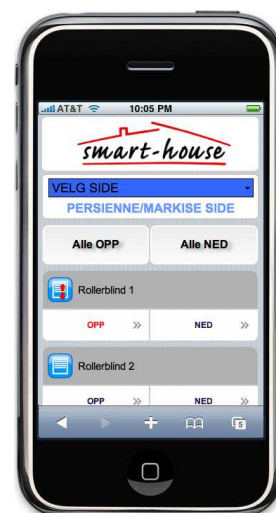 AT&T 10:05 PM
smart-house
VELG SIDE
PERSIENNE/MARKISE SIDE
Alle OPP Alle NED
Rollerblind 1
OPP >> NED >>
Rollerblind 2
OPP >> NED >>
5